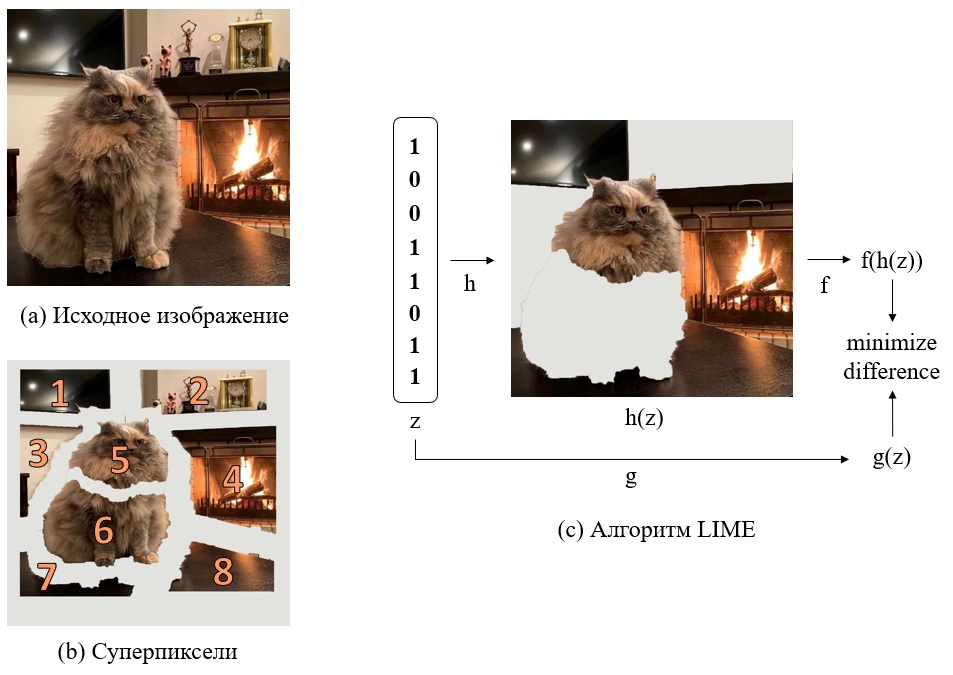 (a) Исходное изображение
1
2
3
5
4
6
7
8
(b) Суперпиксели
1
0
0
1
1
0
1
1
z
h
h(z)
f
f(h(z))
minimize
difference
g(z)
g
(c) Алгоритм LIME